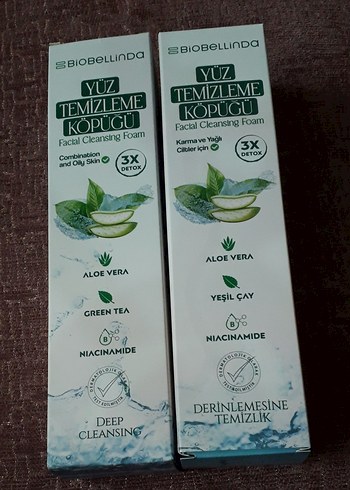 BIOBELLINDA
YÜZ
TEMİZLEME
KÖPÜĞÜ
Facial Cleansing Foam
Combination
and Oily Skin
3X
DETOX
ALOE VERA
GREEN TEA
NIACINAMIDE
DEEP
CLEANSING
BIOBELLINDA
YÜZ
TEMİZLEME
KÖPÜĞÜ
Facial Cleansing Foam
Karma ve Yağlı
Ciltler için
3X
DETOX
ALOE VERA
YEŞİL ÇAY
NIACINAMIDE
DERİNLEMESİNE
TEMİZLİK